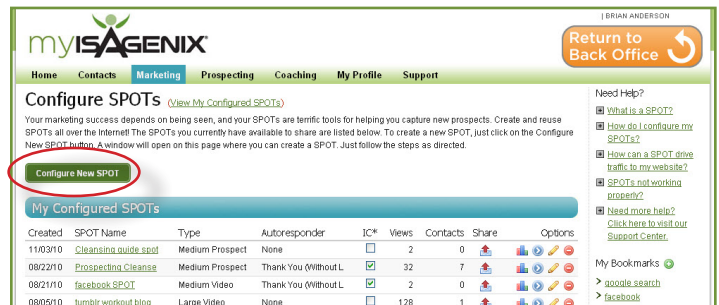 | BRIAN ANDERSON
myISAGENIX
Return to
Back Office
Home Contacts Marketing Prospecting Coaching My Profile Support
Configure SPOTs (View My Configured SPOTs)
Your marketing success depends on being seen, and your SPOTs are terrific tools for helping you capture new prospects. Create and reuse
SPOTs all over the Internet! The SPOTs you currently have available to share are listed below. To create a new SPOT, just click on the Configure
New SPOT button. A window will open on this page where you can create a SPOT. Just follow the steps as directed.
Configure New SPOT
My Configured SPOTs
Created SPOT Name Type Autoresponder IC* Views Contacts Share Options
11/03/10 Cleansing guide spot Medium Prospect None 2 0
08/22/10 Prospecting Cleanse Medium Prospect Thank You (Without L 32 7
08/21/10 facebook SPOT Medium Video Thank You (Without L 2 0
08/05/10 tumblr workout blog Large Video None 128 1
Need Help?
What is a SPOT?
How do I configure my
SPOTs?
How can a SPOT drive
traffic to my website?
SPOTs not working
properly?
Need more help?
Click here to visit our
Support Center.
My Bookmarks
> google search
> facebook